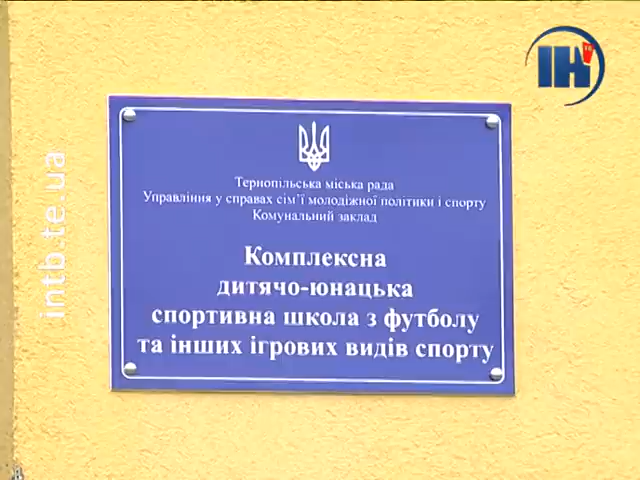 ІН
ТБ
intb.te.ua
Тернопільська міська рада
Управління у справах сім’ї молодіжної політики і спорту
Комунальний заклад
Комплексна
дитячо-юнацька
спортивна школа з футболу
та інших ігрових видів спорту